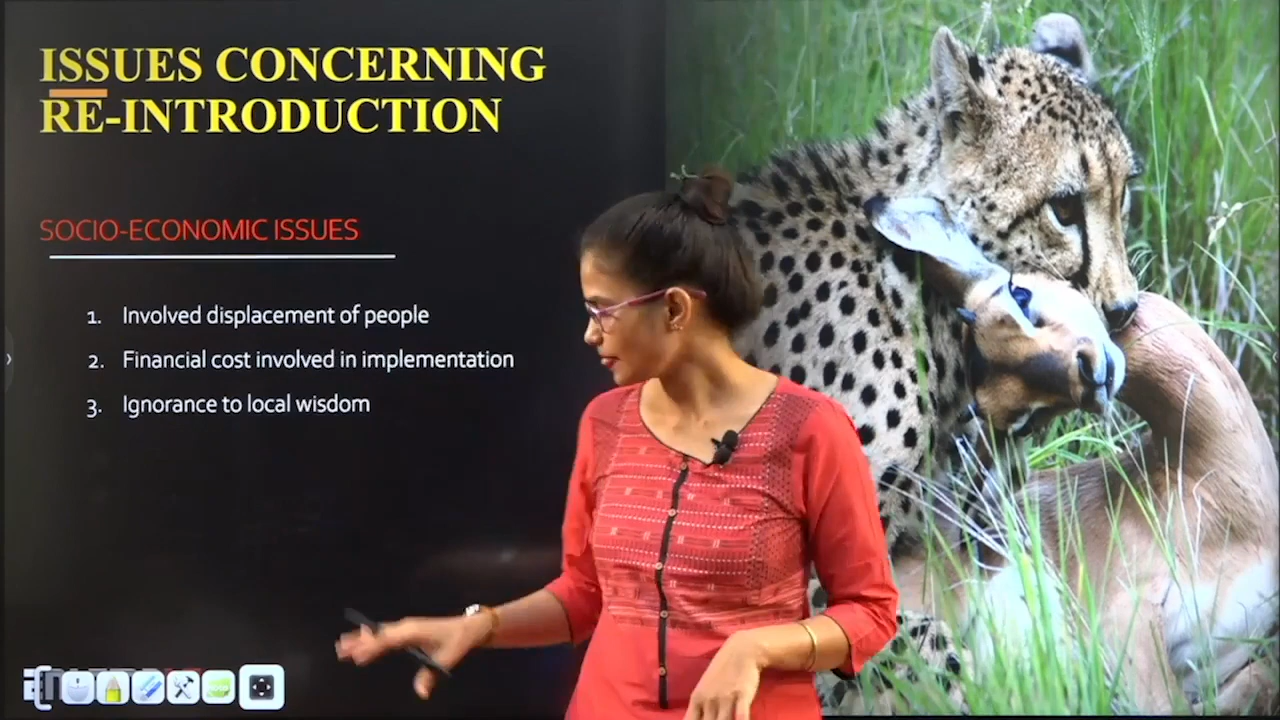 ISSUES CONCERNING
RE-INTRODUCTION
SOCIO-ECONOMIC ISSUES
1. Involved displacement of people
2. Financial cost involved in implementation
3. Ignorance to local wisdom